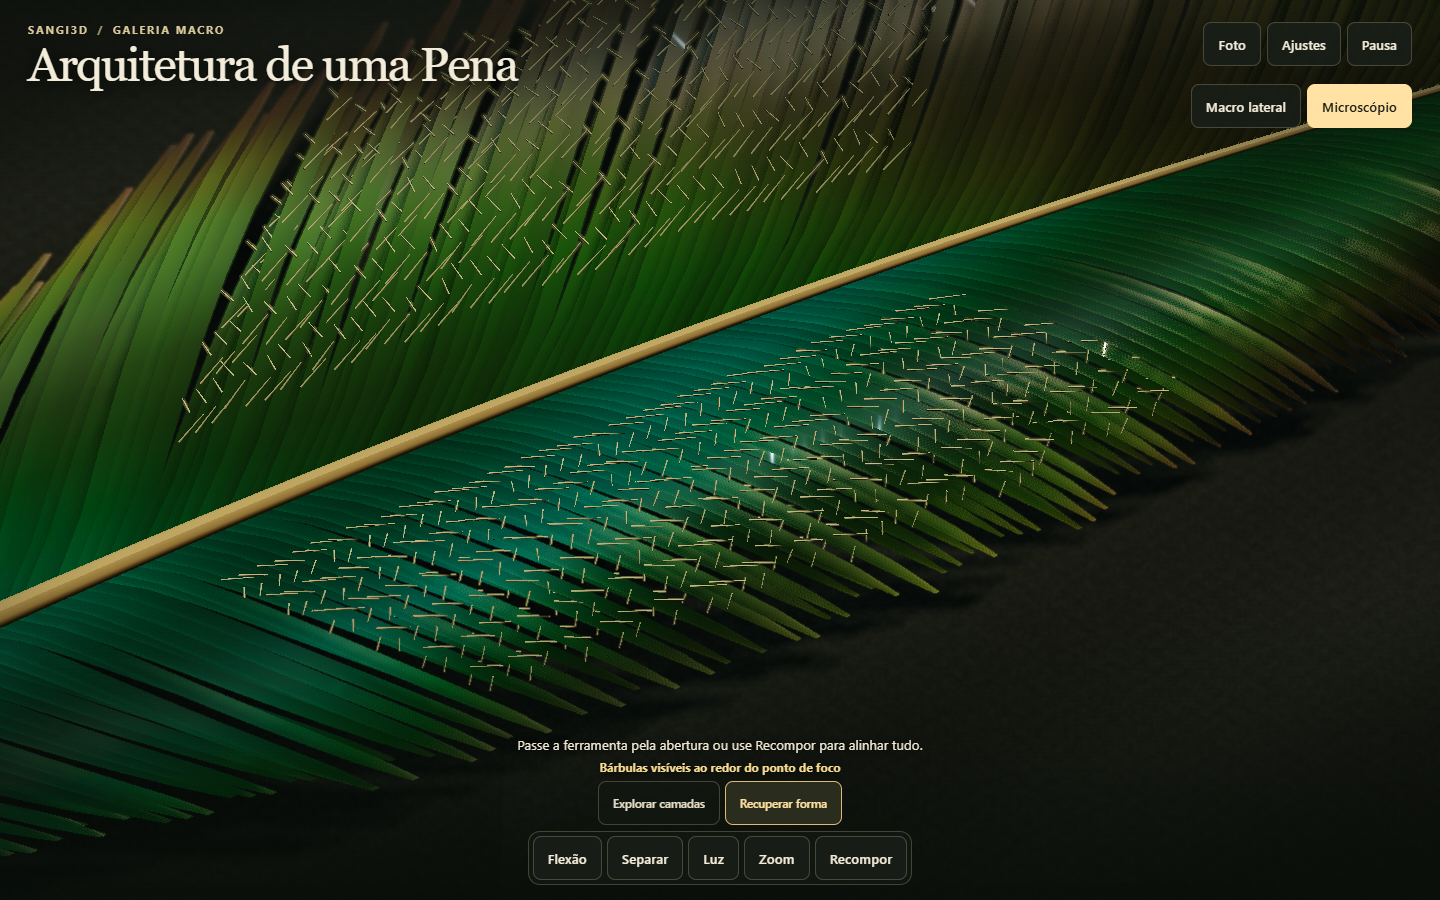 SANGI3D / GALERIA MACRO
Arquitetura de uma Pena
Foto Ajustes Pausa
Macro lateral Microscópio
Passe a ferramenta pela abertura ou use Recompor para alinhar tudo.
Bárbulas visíveis ao redor do ponto de foco
Explorar camadas Recuperar forma
Flexão Separar Luz Zoom Recompor